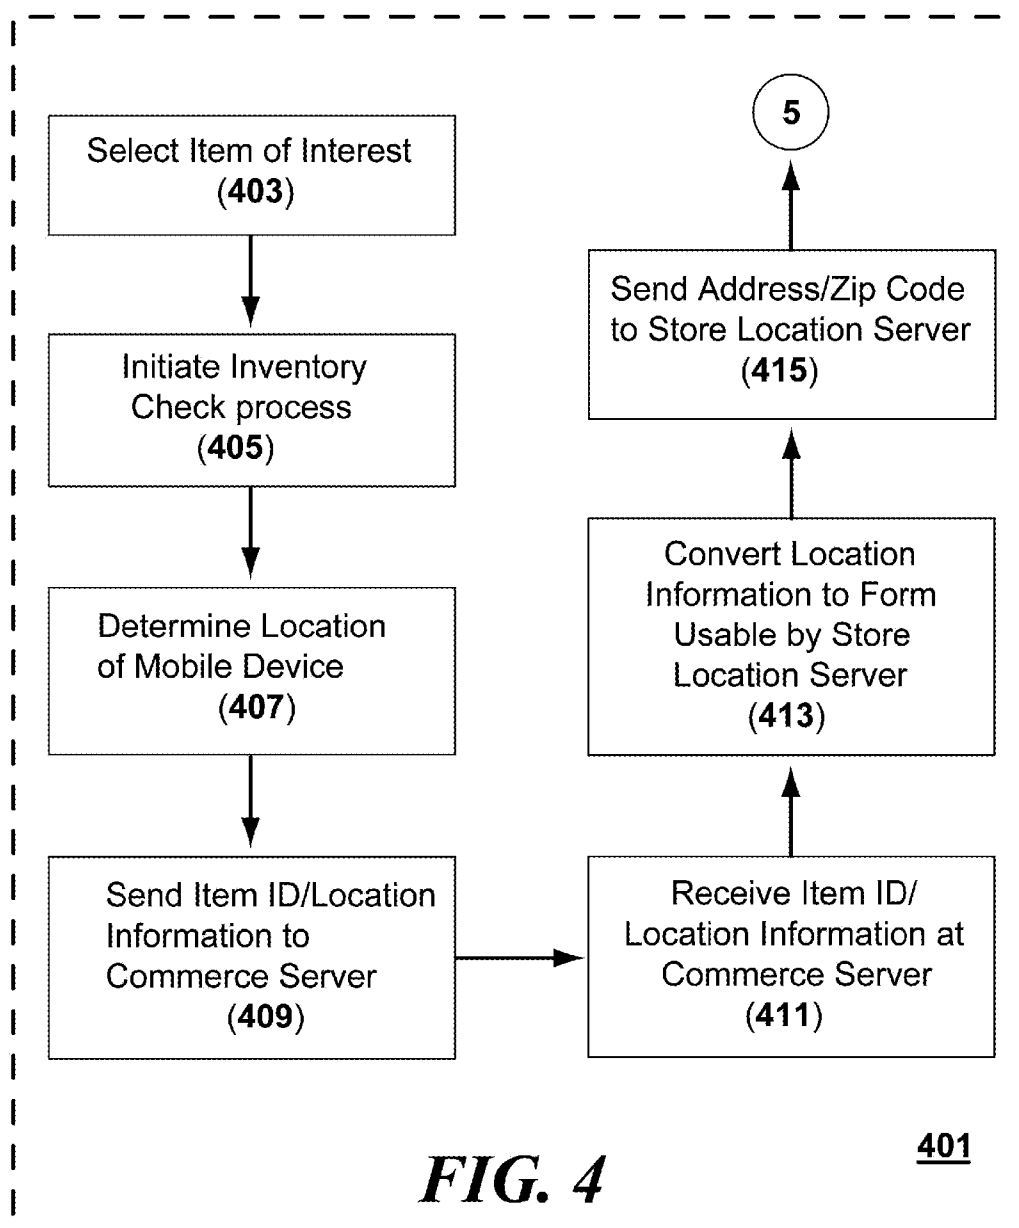 Select Item of Interest
(403)
Initiate Inventory
Check process
(405)
Determine Location
of Mobile Device
(407)
Send Item ID/Location
Information to
Commerce Server
(409)
Receive Item ID/
Location Information at
Commerce Server
(411)
Convert Location
Information to Form
Usable by Store
Location Server
(413)
Send Address/Zip Code
to Store Location Server
(415)
5
401
FIG. 4